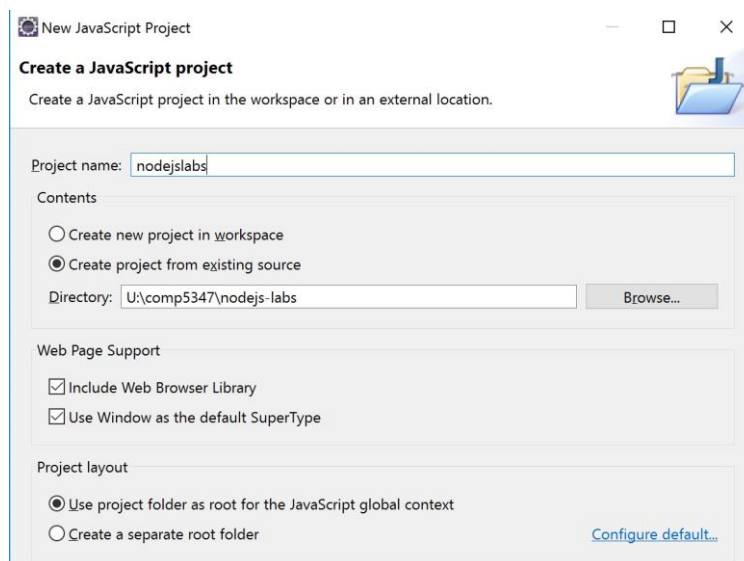 New JavaScript Project
Create a JavaScript project
Create a JavaScript project in the workspace or in an external location.
Project name: nodejslabs
Contents
Create new project in workspace
Create project from existing source
Directory: U:\comp5347\nodejs-labs Browse...
Web Page Support
Include Web Browser Library
Use Window as the default SuperType
Project layout
Use project folder as root for the JavaScript global context
Create a separate root folder Configure default...